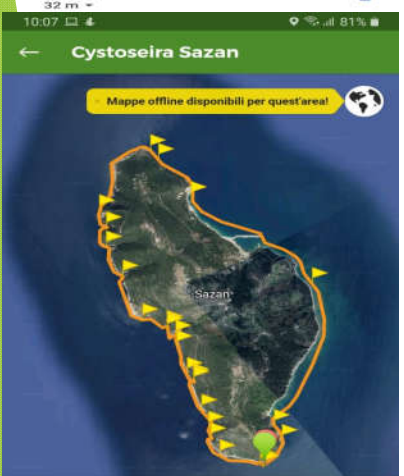 32 m
10:07 81%
Cystoseira Sazan
Mappe offline disponibili per quest'area!
Sazan